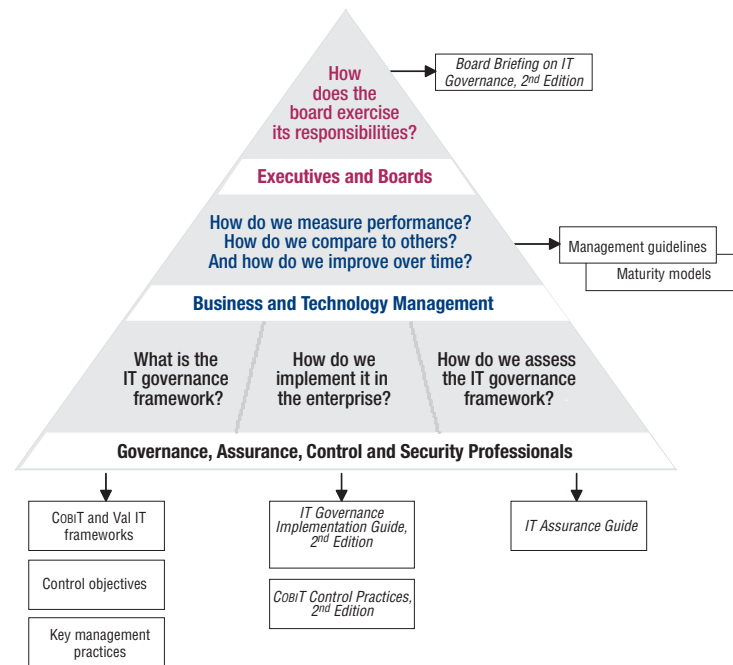 How
does the
board exercise
its responsibilities?
Board Briefing on IT
Governance, 2nd Edition
Executives and Boards
How do we measure performance?
How do we compare to others?
And how do we improve over time?
Management guidelines
Maturity models
Business and Technology Management
What is the
IT governance
framework?
How do we
implement it in
the enterprise?
How do we assess
the IT governance
framework?
Governance, Assurance, Control and Security Professionals
COBIT and Val IT
frameworks
Control objectives
Key management
practices
IT Governance
Implementation Guide,
2nd Edition
COBIT Control Practices,
2nd Edition
IT Assurance Guide